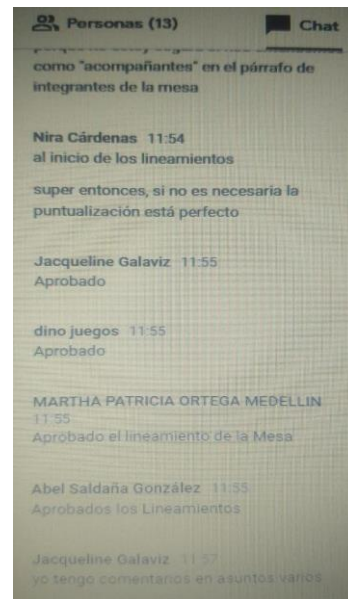 Personas (13)
Chat
como "acompañantes" en el párrafo de
integrantes de la mesa
Nira Cárdenas 11:54
al inicio de los lineamientos
super entonces, si no es necesaria la
puntualización está perfecto
Jacqueline Galaviz 11:55
Aprobado
dino juegos 11:55
Aprobado
MARTHA PATRICIA ORTEGA MEDELLIN
11:55
Aprobado el lineamiento de la Mesa
Abel Saldaña González 11:55
Aprobados los Lineamientos
Jacqueline Galaviz 11:57
yo tengo comentarios en asuntos varios